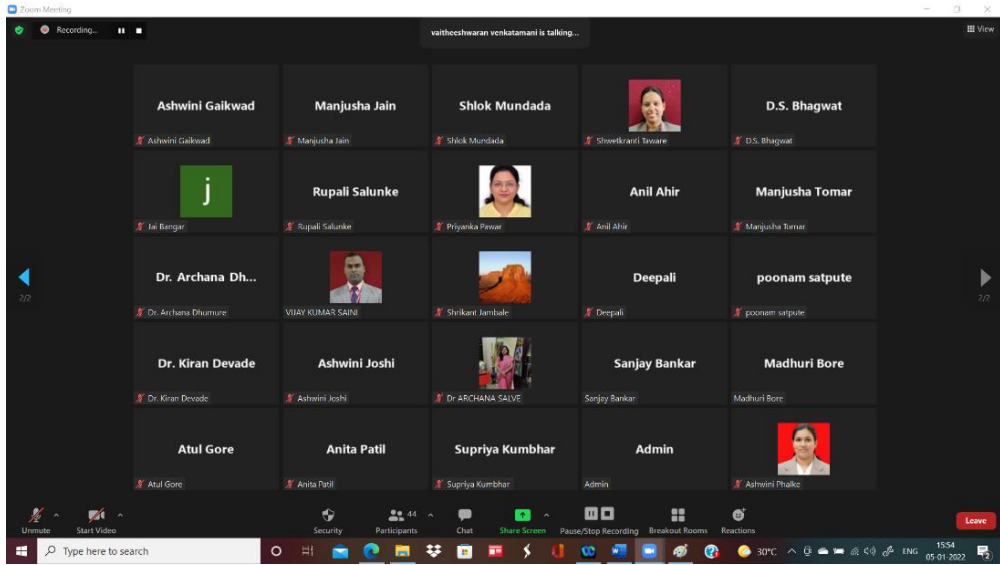 Zoom Meeting
Recording...
vaitheeshwaran venkatamani is talking...
View
Ashwini Gaikwad
Manjusha Jain
Shlok Mundada
D.S. Bhagwat
Ashwini Gaikwad
Manjusha Jain
Shlok Mundada
Shwetkranti Taware
D.S. Bhagwat
j
Rupali Salunke
Anil Ahir
Manjusha Tomar
Jai Bangar
Rupali Salunke
Priyanka Pawar
Anil Ahir
Manjusha Tomar
Dr. Archana Dh...
Deepali
poonam satpute
2/2
2/2
Dr. Archana Dhumure
VIJAY KUMAR SAINI
Shrikant Jambale
Deepali
poonam satpute
Dr. Kiran Devade
Ashwini Joshi
Sanjay Bankar
Madhuri Bore
Dr. Kiran Devade
Ashwini Joshi
Dr ARCHANA SALVE
Sanjay Bankar
Madhuri Bore
Atul Gore
Anita Patil
Supriya Kumbhar
Admin
Atul Gore
Anita Patil
Supriya Kumbhar
Admin
Ashwini Phalke
44
Unmute
Start Video
Security
Participants
Chat
Share Screen
Pause/Stop Recording
Breakout Rooms
Reactions
Leave
Type here to search
30°C
ENG
15:54
05-01-2022
2